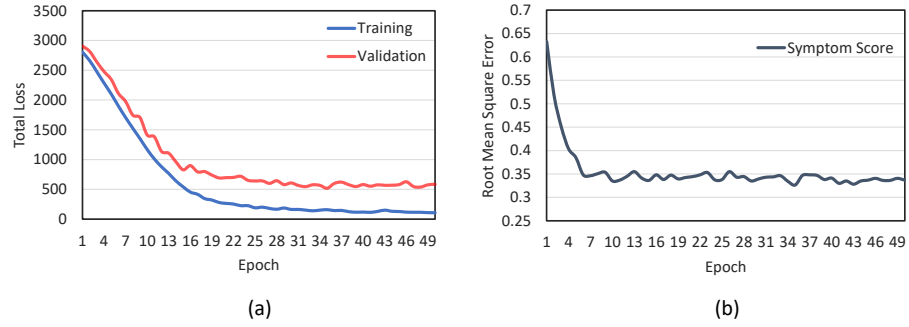 3500
3000
2500
2000
1500
1000
500
0
Total Loss
Training
Validation
1 4 7 10 13 16 19 22 25 28 31 34 37 40 43 46 49
Epoch
(a)
0.7
0.65
0.6
0.55
0.5
0.45
0.4
0.35
0.3
0.25
Root Mean Square Error
Symptom Score
1 4 7 10 13 16 19 22 25 28 31 34 37 40 43 46 49
Epoch
(b)